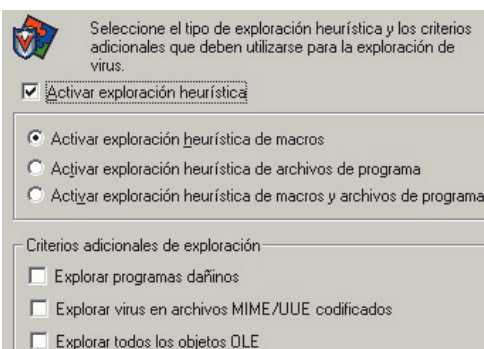 Seleccione el tipo de exploración heurística y los criterios
adicionales que deben utilizarse para la exploración de
virus.
Activar exploración heurística
Activar exploración heurística de macros
Activar exploración heurística de archivos de programa
Activar exploración heurística de macros y archivos de programa
Criterios adicionales de exploración
Explorar programas dañinos
Explorar virus en archivos MIME/UUE codificados
Explorar todos los objetos OLE